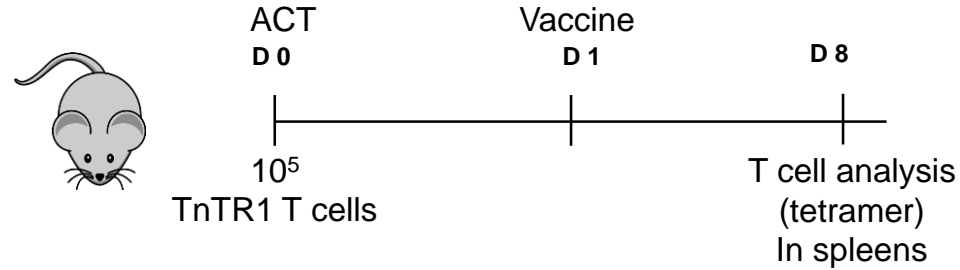 ACT Vaccine
D 0 D 1 D 8
10⁵ T cell analysis
TnTR1 T cells (tetramer)
In spleens